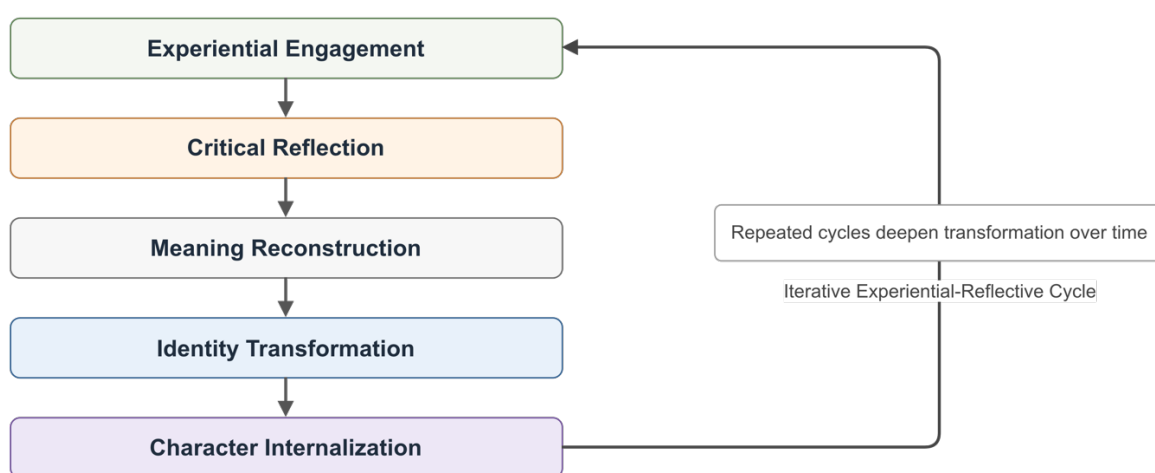 Experiential Engagement
Critical Reflection
Meaning Reconstruction
Identity Transformation
Character Internalization
Repeated cycles deepen transformation over time
Iterative Experiential-Reflective Cycle